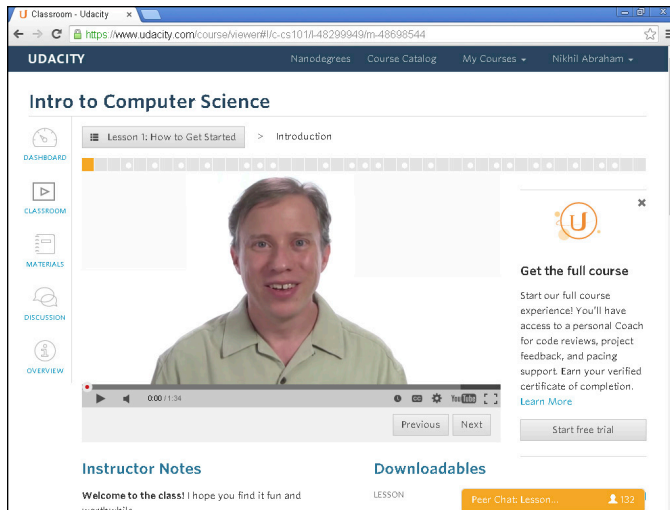 Classroom - Udacity
https://www.udacity.com/course/viewer#!/c-cs101/l-48299949/m-48698544
UDACITY Nanodegrees Course Catalog My Courses Nikhil Abraham
Intro to Computer Science
Lesson 1: How to Get Started > Introduction
DASHBOARD
CLASSROOM
MATERIALS
DISCUSSION
OVERVIEW
U
Get the full course
Start our full course
experience! You'll have
access to a personal Coach
for code reviews, project
feedback, and pacing
support. Earn your verified
certificate of completion.
Learn More
Start free trial
0:00 / 1:34 CC YouTube
Previous Next
Instructor Notes
Welcome to the class! I hope you find it fun and
Downloadables
LESSON
Peer Chat: Lesson... 132